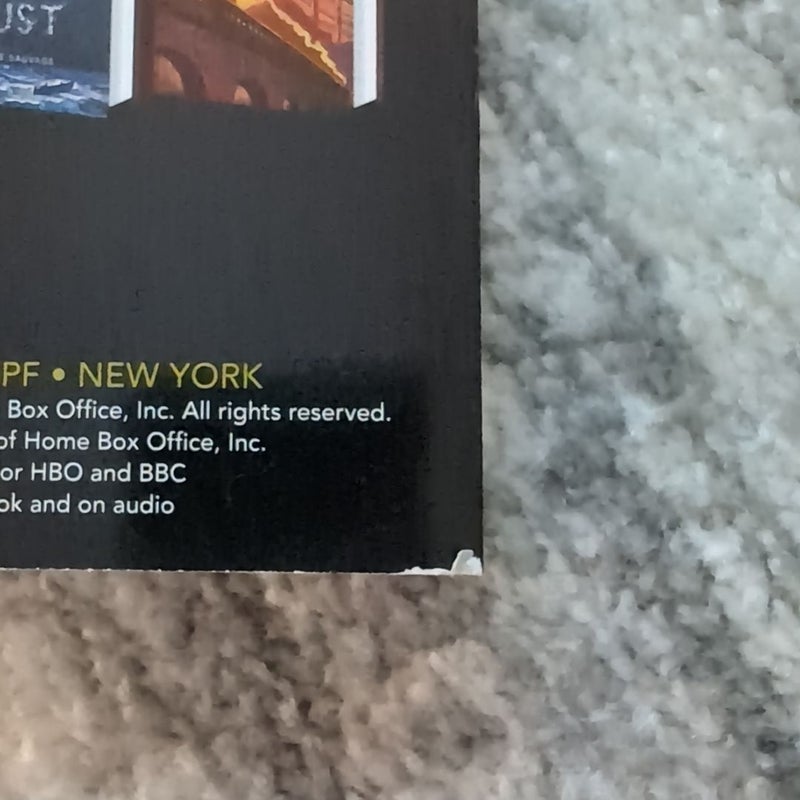 UST
SAUVAGE
PF • NEW YORK
Box Office, Inc. All rights reserved.
of Home Box Office, Inc.
or HBO and BBC
ok and on audio